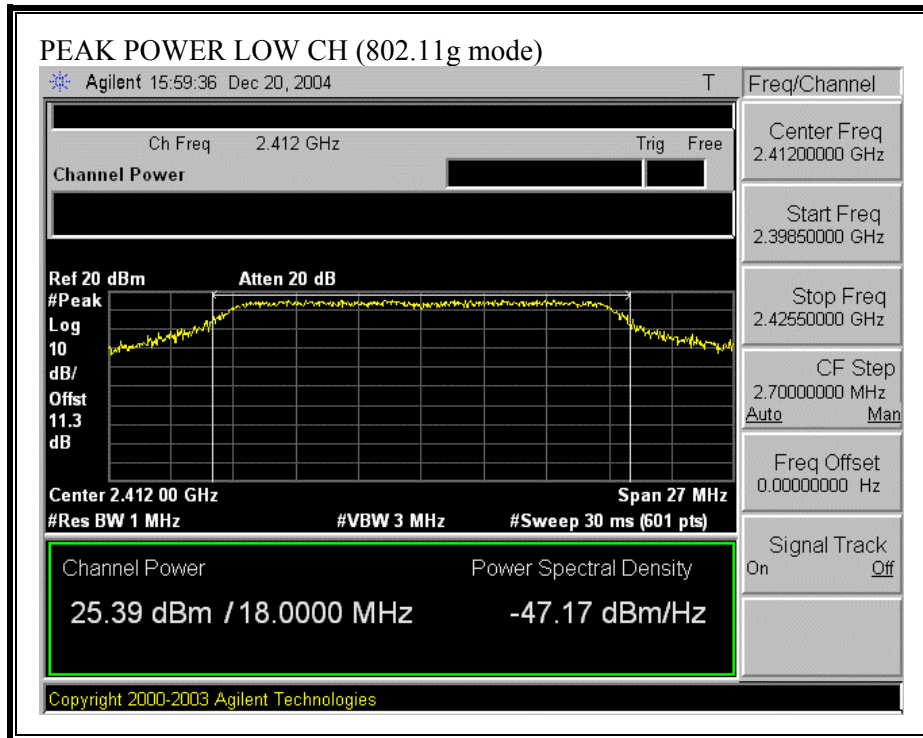 PEAK POWER LOW CH (802.11g mode)
Agilent 15:59:36 Dec 20, 2004 T
Freq/Channel
Ch Freq 2.412 GHz Trig Free
Channel Power
Center Freq
2.41200000 GHz
Start Freq
2.39850000 GHz
Stop Freq
2.42550000 GHz
CF Step
2.70000000 MHz
Auto Man
Freq Offset
0.00000000 Hz
Signal Track
On Off
Ref 20 dBm Atten 20 dB
#Peak
Log
10
dB/
Offst
11.3
dB
Center 2.412 00 GHz Span 27 MHz
#Res BW 1 MHz #VBW 3 MHz #Sweep 30 ms (601 pts)
Channel Power Power Spectral Density
25.39 dBm / 18.0000 MHz -47.17 dBm/Hz
Copyright 2000-2003 Agilent Technologies